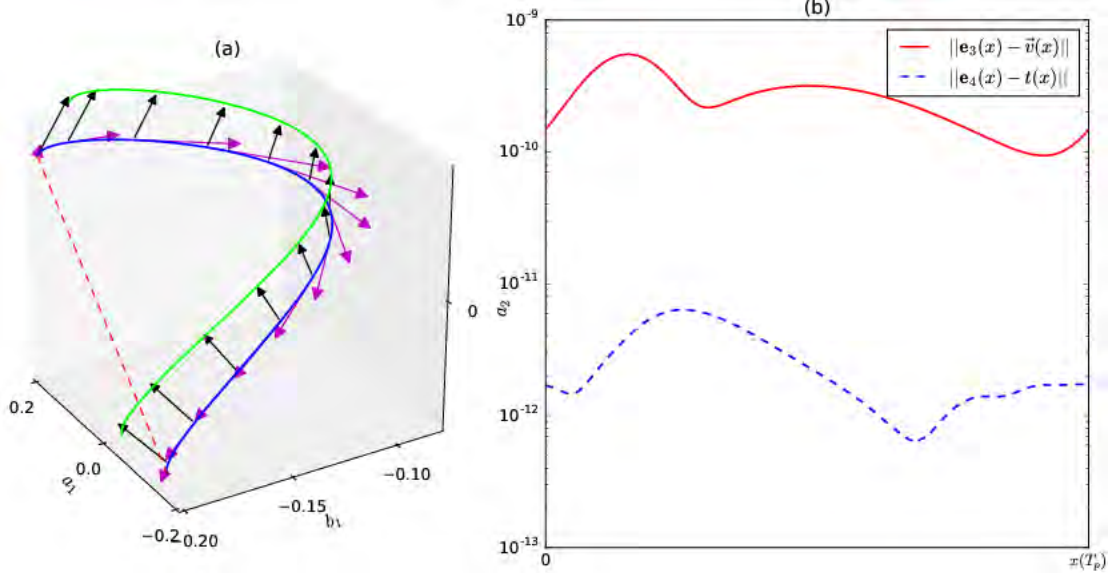 (a)
0
0.2
0.0
−0.2
a₁
−0.20
−0.15
−0.10
b₁
a₂
(b)
10⁻⁹
10⁻¹⁰
10⁻¹¹
10⁻¹²
10⁻¹³
||e₃(x) − v⃗(x)||
||e₄(x) − t(x)||
0
x(Tₚ)